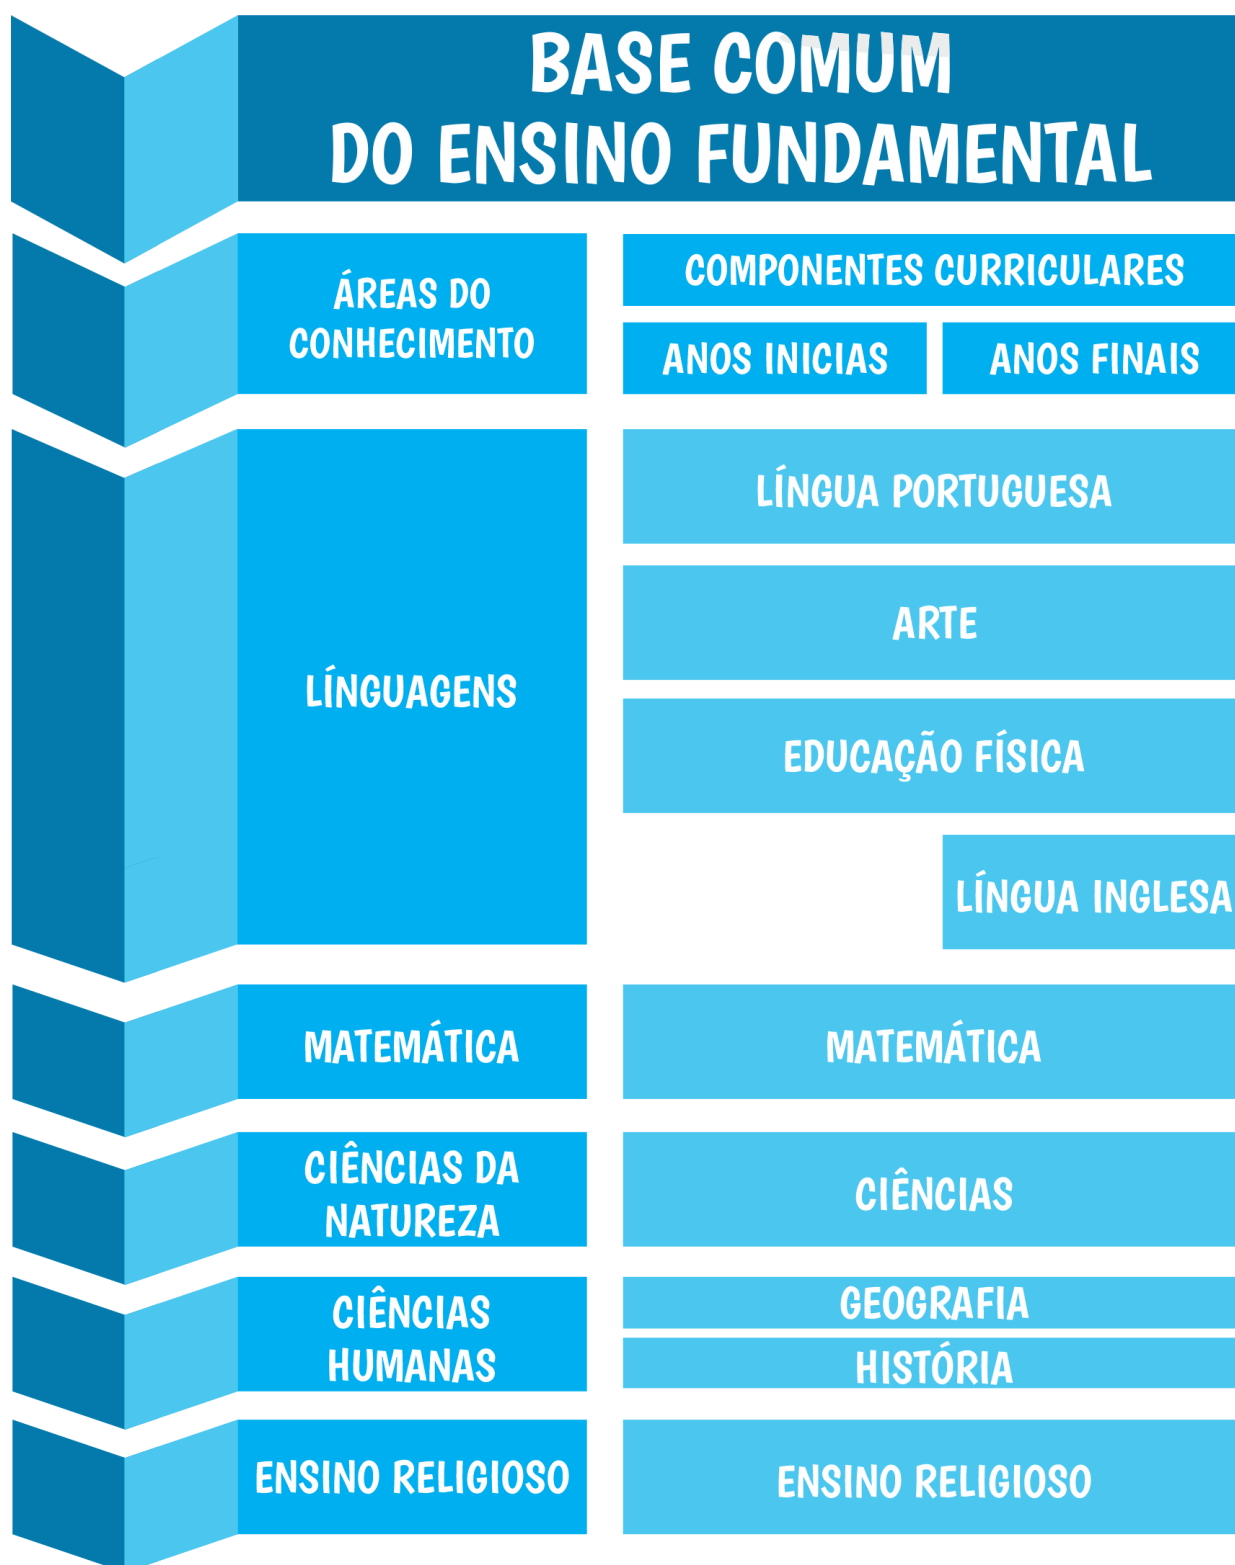 BASE COMUM
DO ENSINO FUNDAMENTAL
ÁREAS DO
CONHECIMENTO
COMPONENTES CURRICULARES
ANOS INICIAS
ANOS FINAIS
LÍNGUAGENS
LÍNGUA PORTUGUESA
ARTE
EDUCAÇÃO FÍSICA
LÍNGUA INGLESA
MATEMÁTICA
MATEMÁTICA
CIÊNCIAS DA
NATUREZA
CIÊNCIAS
CIÊNCIAS
HUMANAS
GEOGRAFIA
HISTÓRIA
ENSINO RELIGIOSO
ENSINO RELIGIOSO